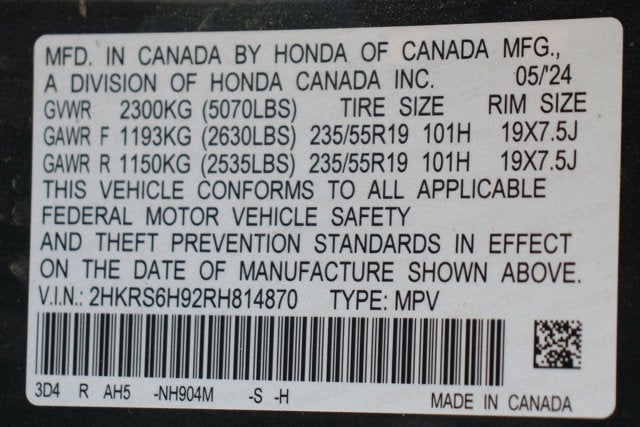 MFD. IN CANADA BY HONDA OF CANADA MFG.,
A DIVISION OF HONDA CANADA INC. 05/'24
GVWR 2300KG (5070LBS) TIRE SIZE RIM SIZE
GAWR F 1193KG (2630LBS) 235/55R19 101H 19X7.5J
GAWR R 1150KG (2535LBS) 235/55R19 101H 19X7.5J
THIS VEHICLE CONFORMS TO ALL APPLICABLE
FEDERAL MOTOR VEHICLE SAFETY
AND THEFT PREVENTION STANDARDS IN EFFECT
ON THE DATE OF MANUFACTURE SHOWN ABOVE.
V.I.N.: 2HKRS6H92RH814870 TYPE: MPV
3D4 R AH5 -NH904M -S -H MADE IN CANADA